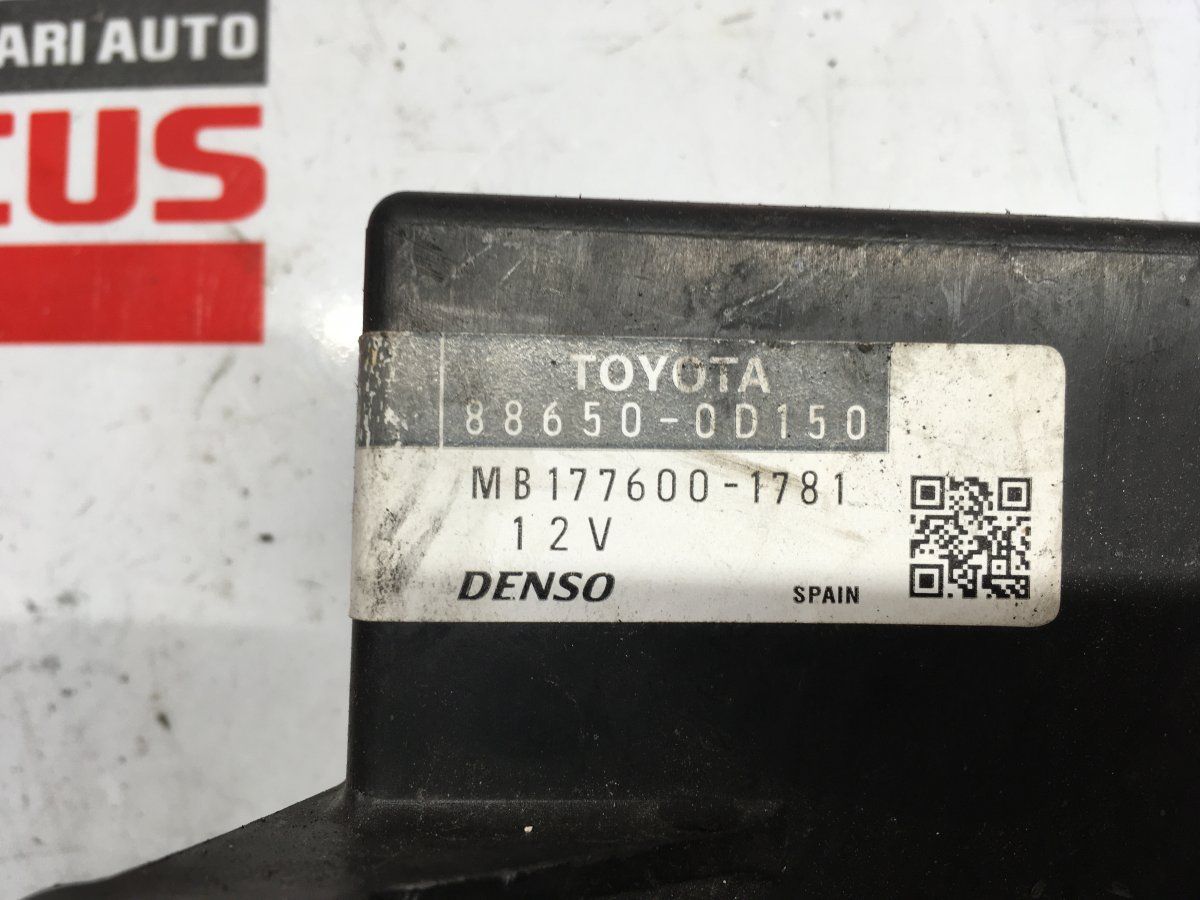 ARI AUTO
CUS
TOYOTA
88650-0D150
MB177600-1781
12V
DENSO
SPAIN